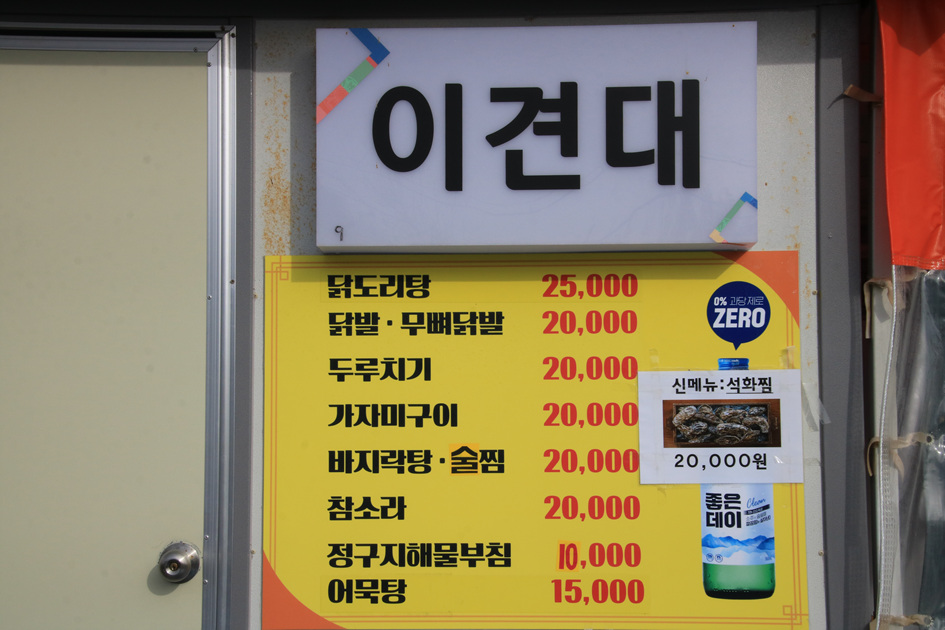 이견대
9
닭도리탕 25,000
닭발·무뼈닭발 20,000
두루치기 20,000
가자미구이 20,000
바지락탕·술찜 20,000
참소라 20,000
정구지해물부침 10,000
어묵탕 15,000
0% 과당 제로
ZERO
신메뉴:석화찜
20,000원
좋은
데이
Clean